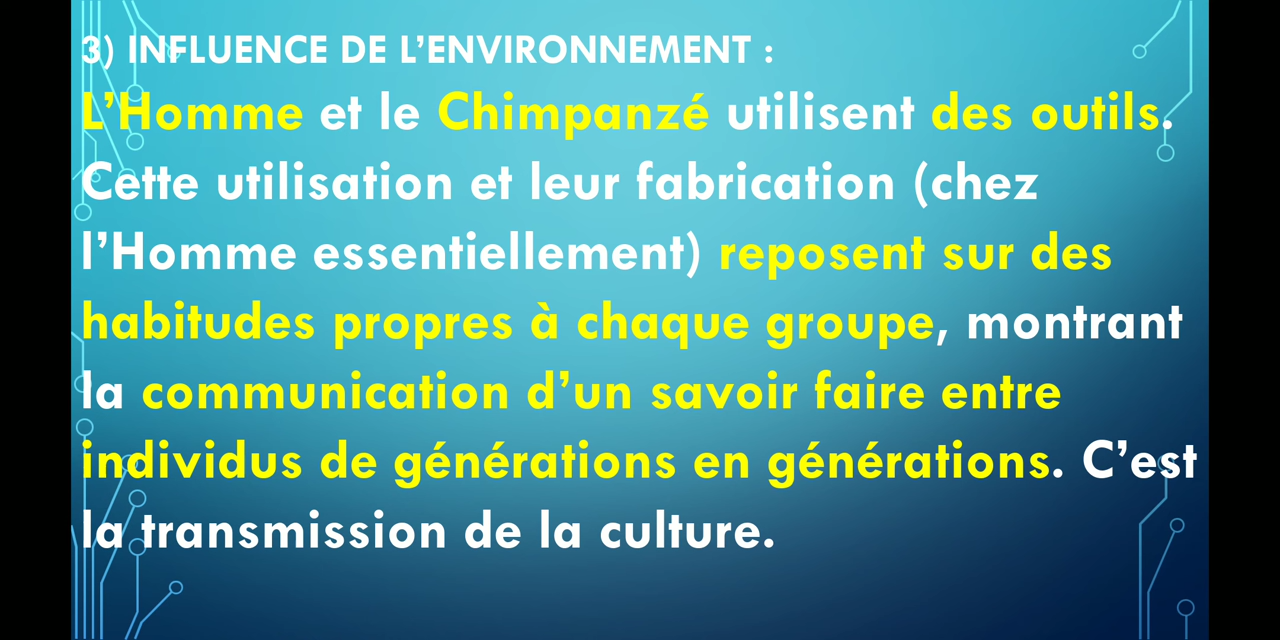 3) INFLUENCE DE L’ENVIRONNEMENT :
L’Homme et le Chimpanzé utilisent des outils.
Cette utilisation et leur fabrication (chez
l’Homme essentiellement) reposent sur des
habitudes propres à chaque groupe, montrant
la communication d’un savoir faire entre
individus de générations en générations. C’est
la transmission de la culture.